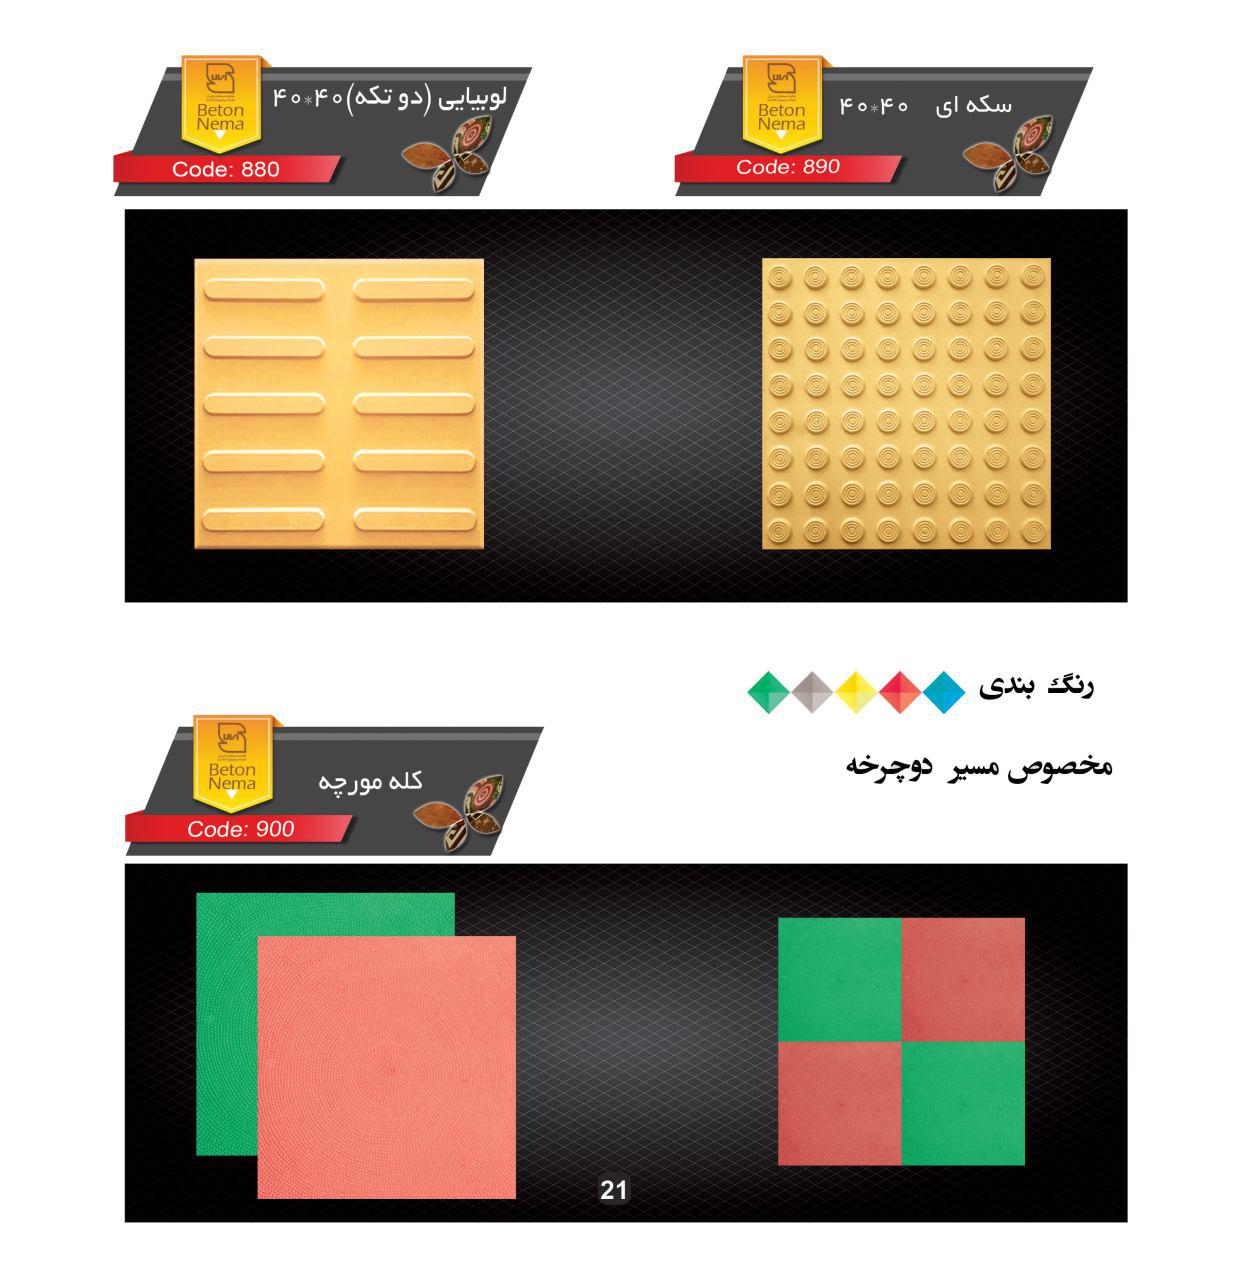 سکه ای ۴۰*۴۰
Beton
Nema
Code: 890
لوبیایی (دو تکه)۴۰*۴۰
Beton
Nema
Code: 880
رنگ بندی
مخصوص مسیر دوچرخه
کله مورچه
Beton
Nema
Code: 900
21